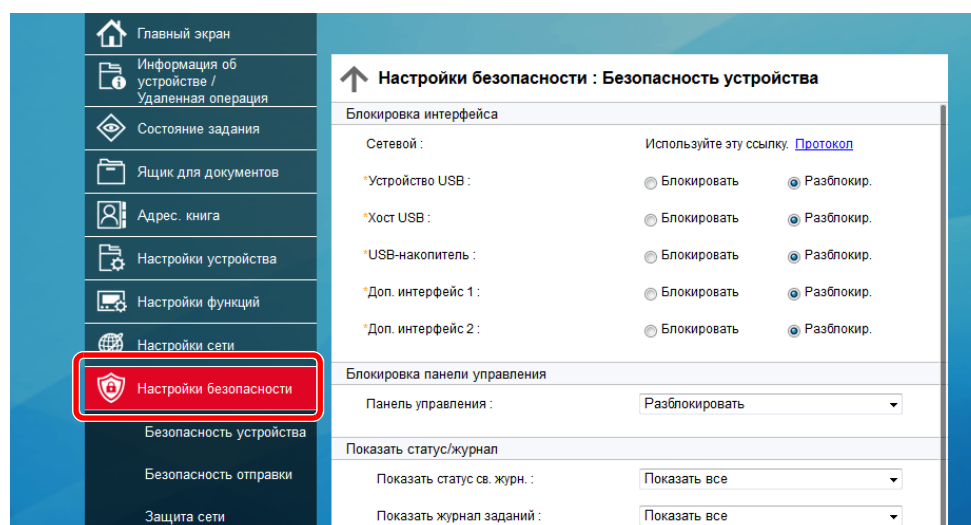 Главный экран
Информация об
устройстве /
Удаленная операция
Состояние задания
Ящик для документов
Адрес. книга
Настройки устройства
Настройки функций
Настройки сети
Настройки безопасности
Безопасность устройства
Безопасность отправки
Защита сети
Настройки безопасности : Безопасность устройства
Блокировка интерфейса
Сетевой : Используйте эту ссылку. Протокол
*Устройство USB : Блокировать Разблокир.
*Хост USB : Блокировать Разблокир.
*USB-накопитель : Блокировать Разблокир.
*Доп. интерфейс 1 : Блокировать Разблокир.
*Доп. интерфейс 2 : Блокировать Разблокир.
Блокировка панели управления
Панель управления : Разблокировать
Показать статус/журнал
Показать статус св. журн. : Показать все
Показать журнал заданий : Показать все